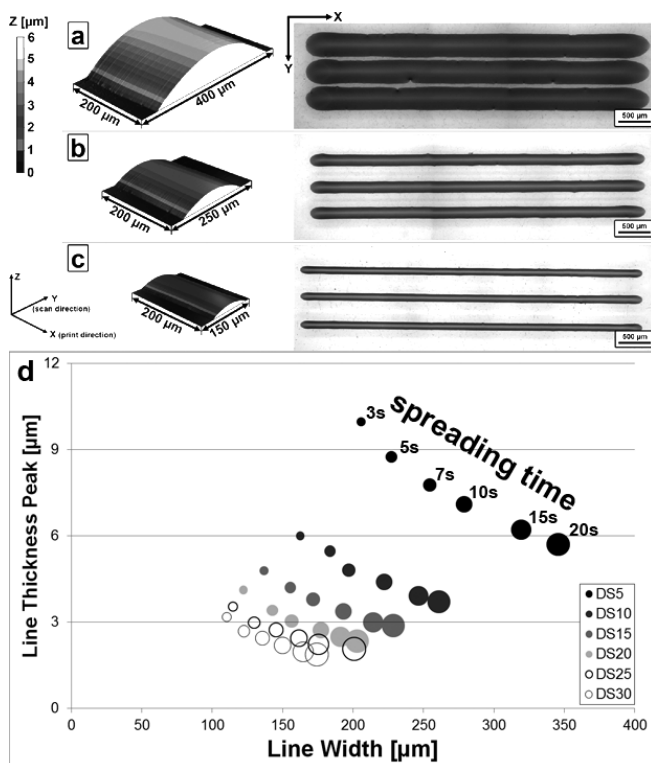 Z [µm]
6
5
4
3
2
1
0
a
200 µm
400 µm
X
Y
500 µm
b
200 µm
250 µm
500 µm
c
200 µm
150 µm
500 µm
Z
Y
(scan direction)
X (print direction)
d
Line Thickness Peak [µm]
12
9
6
3
0
3s
5s
7s
10s
15s
20s
spreading time
DS5
DS10
DS15
DS20
DS25
DS30
0 50 100 150 200 250 300 350 400
Line Width [µm]